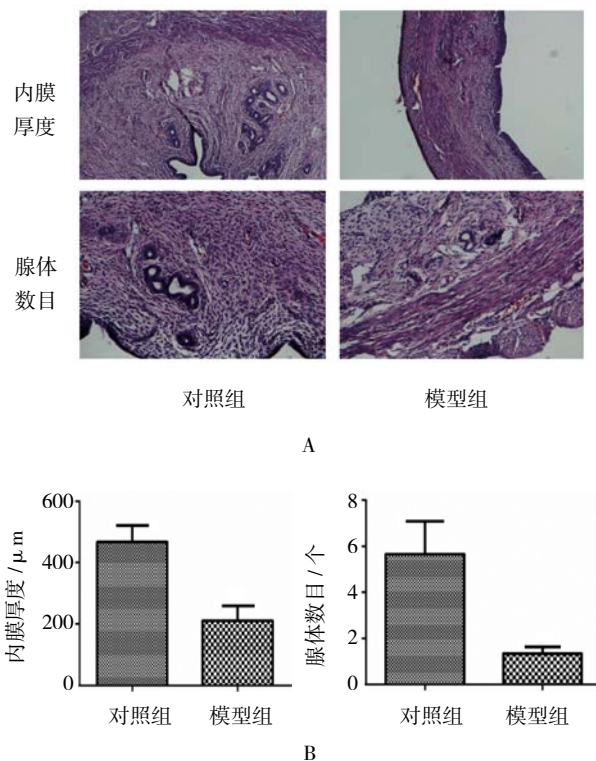 内膜
厚度
腺体
数目
对照组 模型组
A
内膜厚度/μm
600
400
200
0
对照组 模型组
腺体数目/个
8
6
4
2
0
对照组 模型组
B